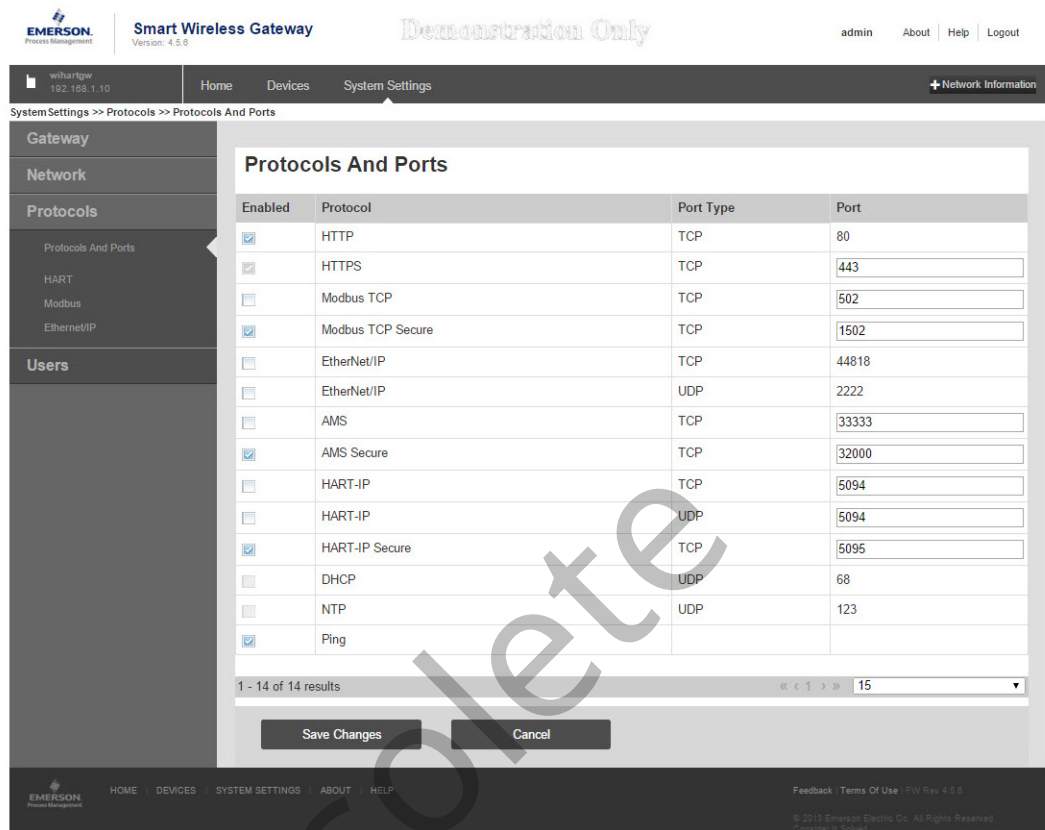 EMERSON.
Process Management
Smart Wireless Gateway
Version: 4.5.6
Demonstration Only
admin
About
Help
Logout
wihartgw
192.168.1.10
Home
Devices
System Settings
+Network Information
System Settings >> Protocols >> Protocols And Ports
Gateway
Network
Protocols
Protocols And Ports
HART
Modbus
Ethernet/IP
Users
Protocols And Ports
Enabled Protocol Port Type Port
HTTP TCP 80
HTTPS TCP 443
Modbus TCP TCP 502
Modbus TCP Secure TCP 1502
EtherNet/IP TCP 44818
EtherNet/IP UDP 2222
AMS TCP 33333
AMS Secure TCP 32000
HART-IP TCP 5094
HART-IP UDP 5094
HART-IP Secure TCP 5095
DHCP UDP 68
NTP UDP 123
Ping
1 - 14 of 14 results
« ‹ 1 › » 15
Save Changes
Cancel
EMERSON
Process Management
HOME | DEVICES | SYSTEM SETTINGS | ABOUT | HELP
Feedback | Terms Of Use | FW Rev 4.5.6
© 2013 Emerson Electric Co. All Rights Reserved.
Consider It Solved